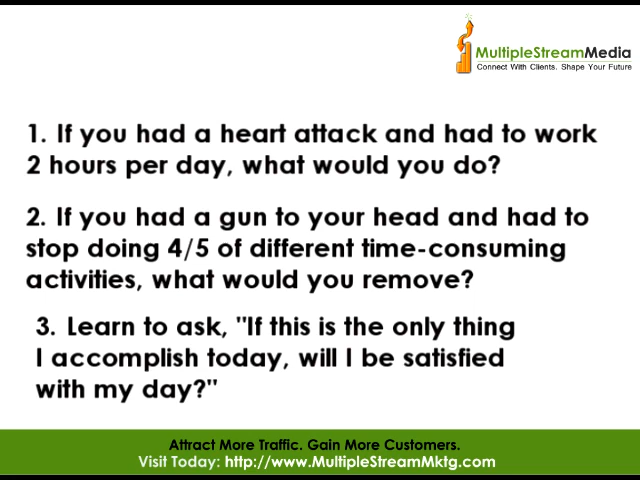 MultipleStreamMedia
Connect With Clients. Shape Your Future
1. If you had a heart attack and had to work
2 hours per day, what would you do?
2. If you had a gun to your head and had to
stop doing 4/5 of different time-consuming
activities, what would you remove?
3. Learn to ask, "If this is the only thing
I accomplish today, will I be satisfied
with my day?"
Attract More Traffic. Gain More Customers.
Visit Today: http://www.MultipleStreamMktg.com